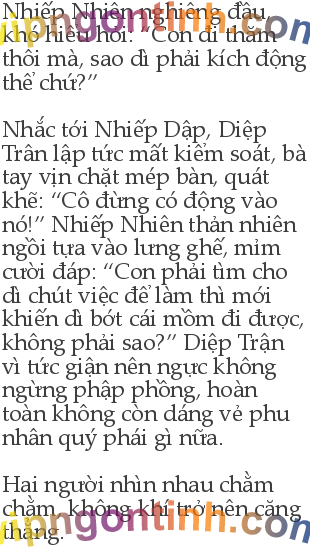 Nhiếp Nhiên nghiêng đầu,
khó hiểu hỏi: “Con đi thăm
thôi mà, sao dì phải kích động
thể chứ?”

Nhắc tới Nhiếp Dập, Diệp
Trân lập tức mất kiểm soát, bà
tay vịn chặt mép bàn, quát
khẽ: “Cô đừng có động vào
nó!” Nhiếp Nhiên thản nhiên
ngồi tựa vào lưng ghế, mỉm
cười đáp: “Con phải tìm cho
dì chút việc để làm thì mới
khiến dì bớt cái mồm đi được,
không phải sao?” Diệp Trận
vì tức giận nên ngực không
ngừng phập phồng, hoàn
toàn không còn dáng vẻ phu
nhân quý phái gì nữa.

Hai người nhìn nhau chằm
chằm, không khí trở nên căng
thẳng.
vipngontinh.com